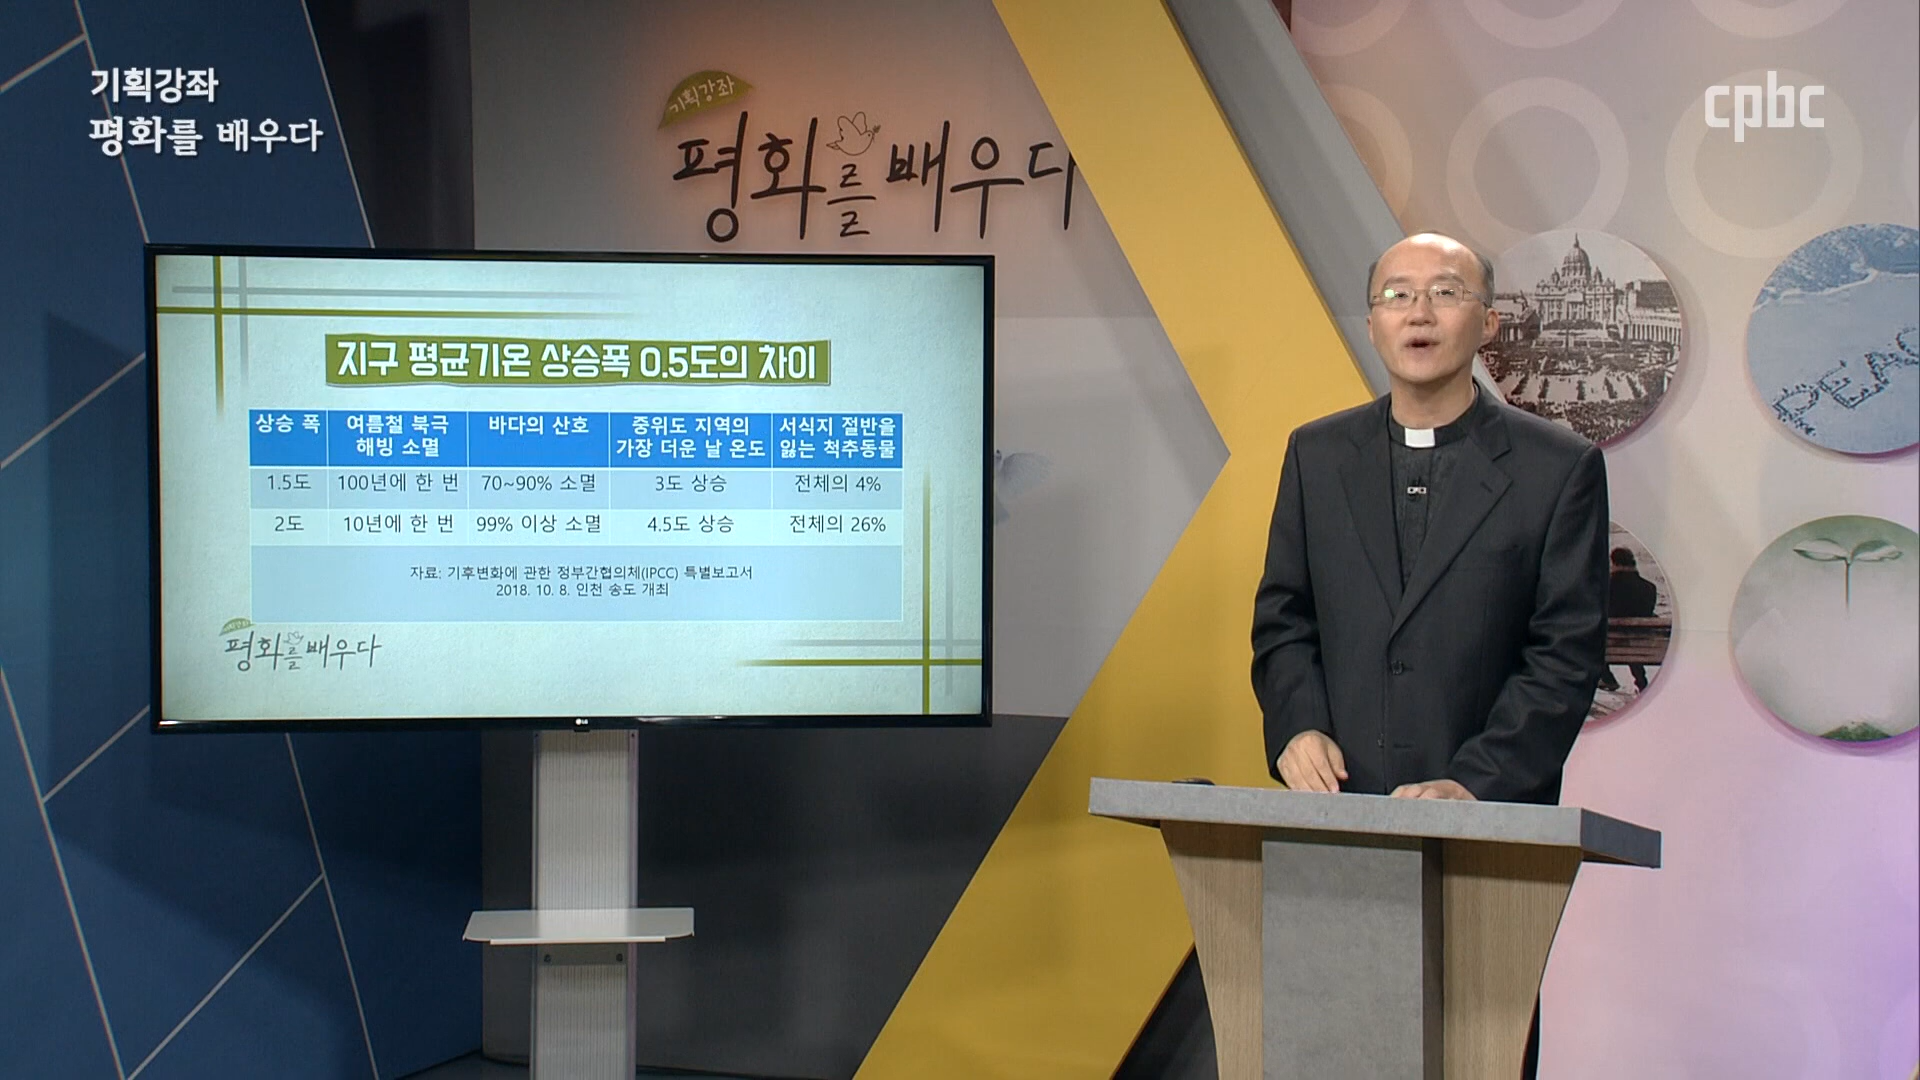 기획강좌
평화를 배우다
cpbc
기획강좌
평화를 배우다
지구 평균기온 상승폭 0.5도의 차이
상승 폭
여름철 북극
해빙 소멸
바다의 산호
중위도 지역의
가장 더운 날 온도
서식지 절반을
잃는 척추동물
1.5도 100년에 한 번 70~90% 소멸 3도 상승 전체의 4%
2도 10년에 한 번 99% 이상 소멸 4.5도 상승 전체의 26%
자료: 기후변화에 관한 정부간협의체(IPCC) 특별보고서
2018. 10. 8. 인천 송도 개최
평화를 배우다
LG